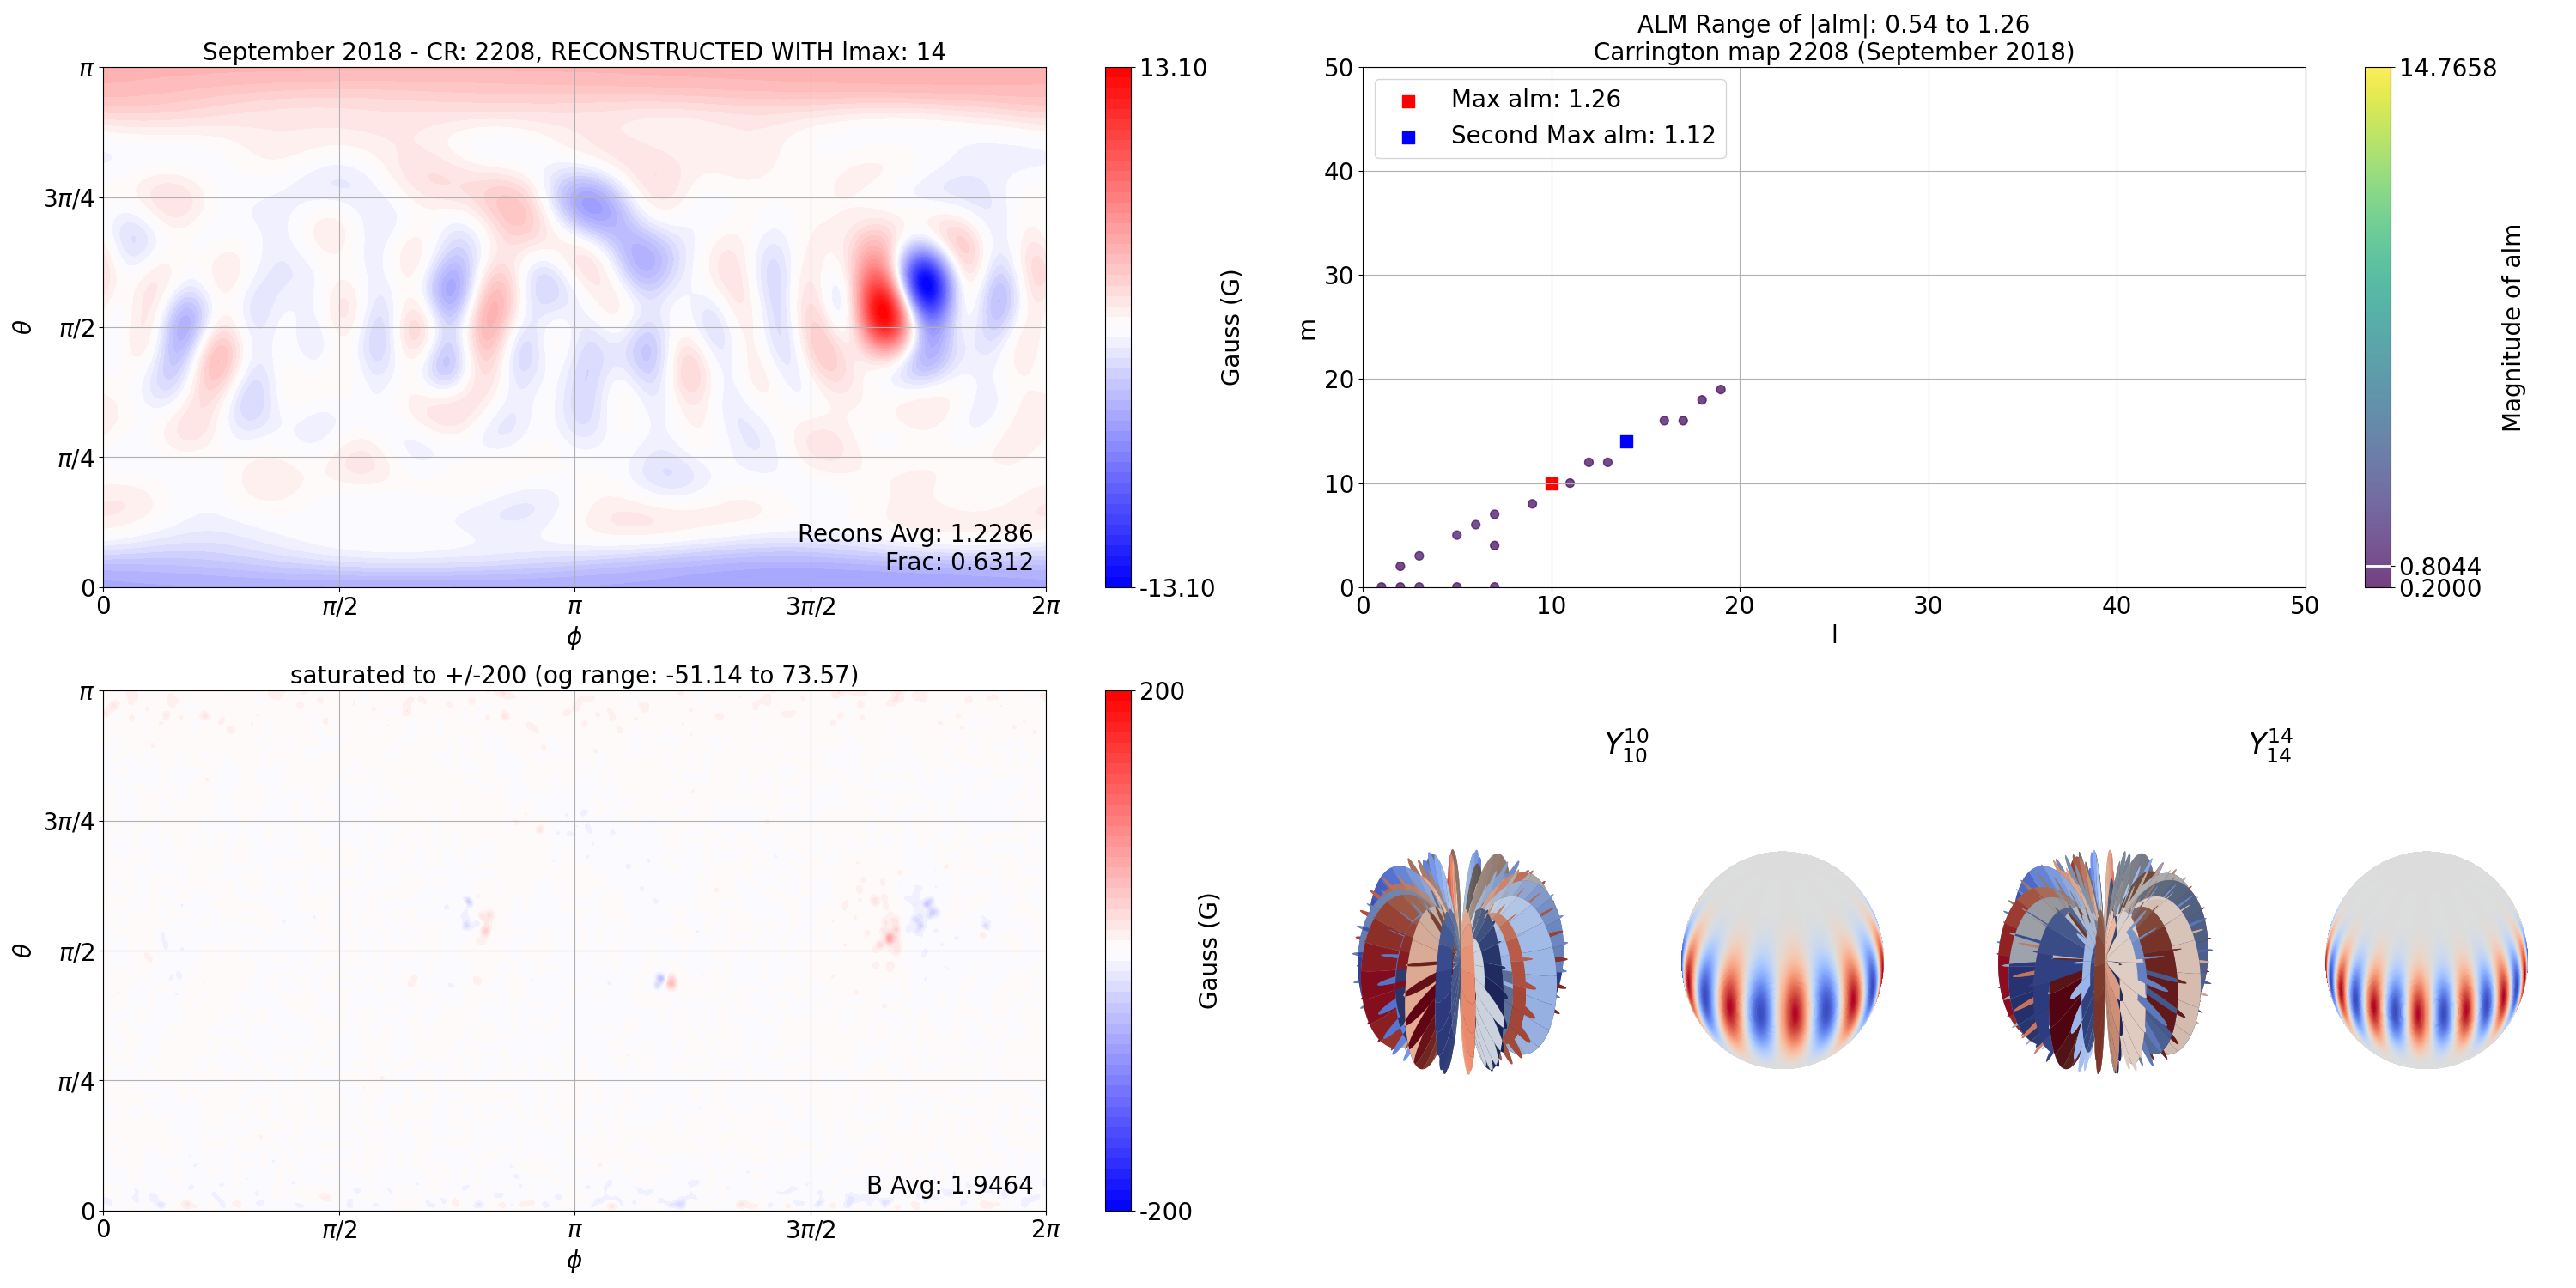 September 2018 - CR: 2208, RECONSTRUCTED WITH lmax: 14
π
3π/4
π/2
π/4
0
θ
0
π/2
π
3π/2
2π
ϕ
Recons Avg: 1.2286
Frac: 0.6312
13.10
-13.10
Gauss (G)
ALM Range of |alm|: 0.54 to 1.26
Carrington map 2208 (September 2018)
Max alm: 1.26
Second Max alm: 1.12
50
40
30
20
10
0
m
0
10
20
30
40
50
l
14.7658
0.8044
0.2000
Magnitude of alm
saturated to +/-200 (og range: -51.14 to 73.57)
π
3π/4
π/2
π/4
0
θ
0
π/2
π
3π/2
2π
ϕ
B Avg: 1.9464
200
-200
Gauss (G)
Y_{10}^{10}
Y_{14}^{14}